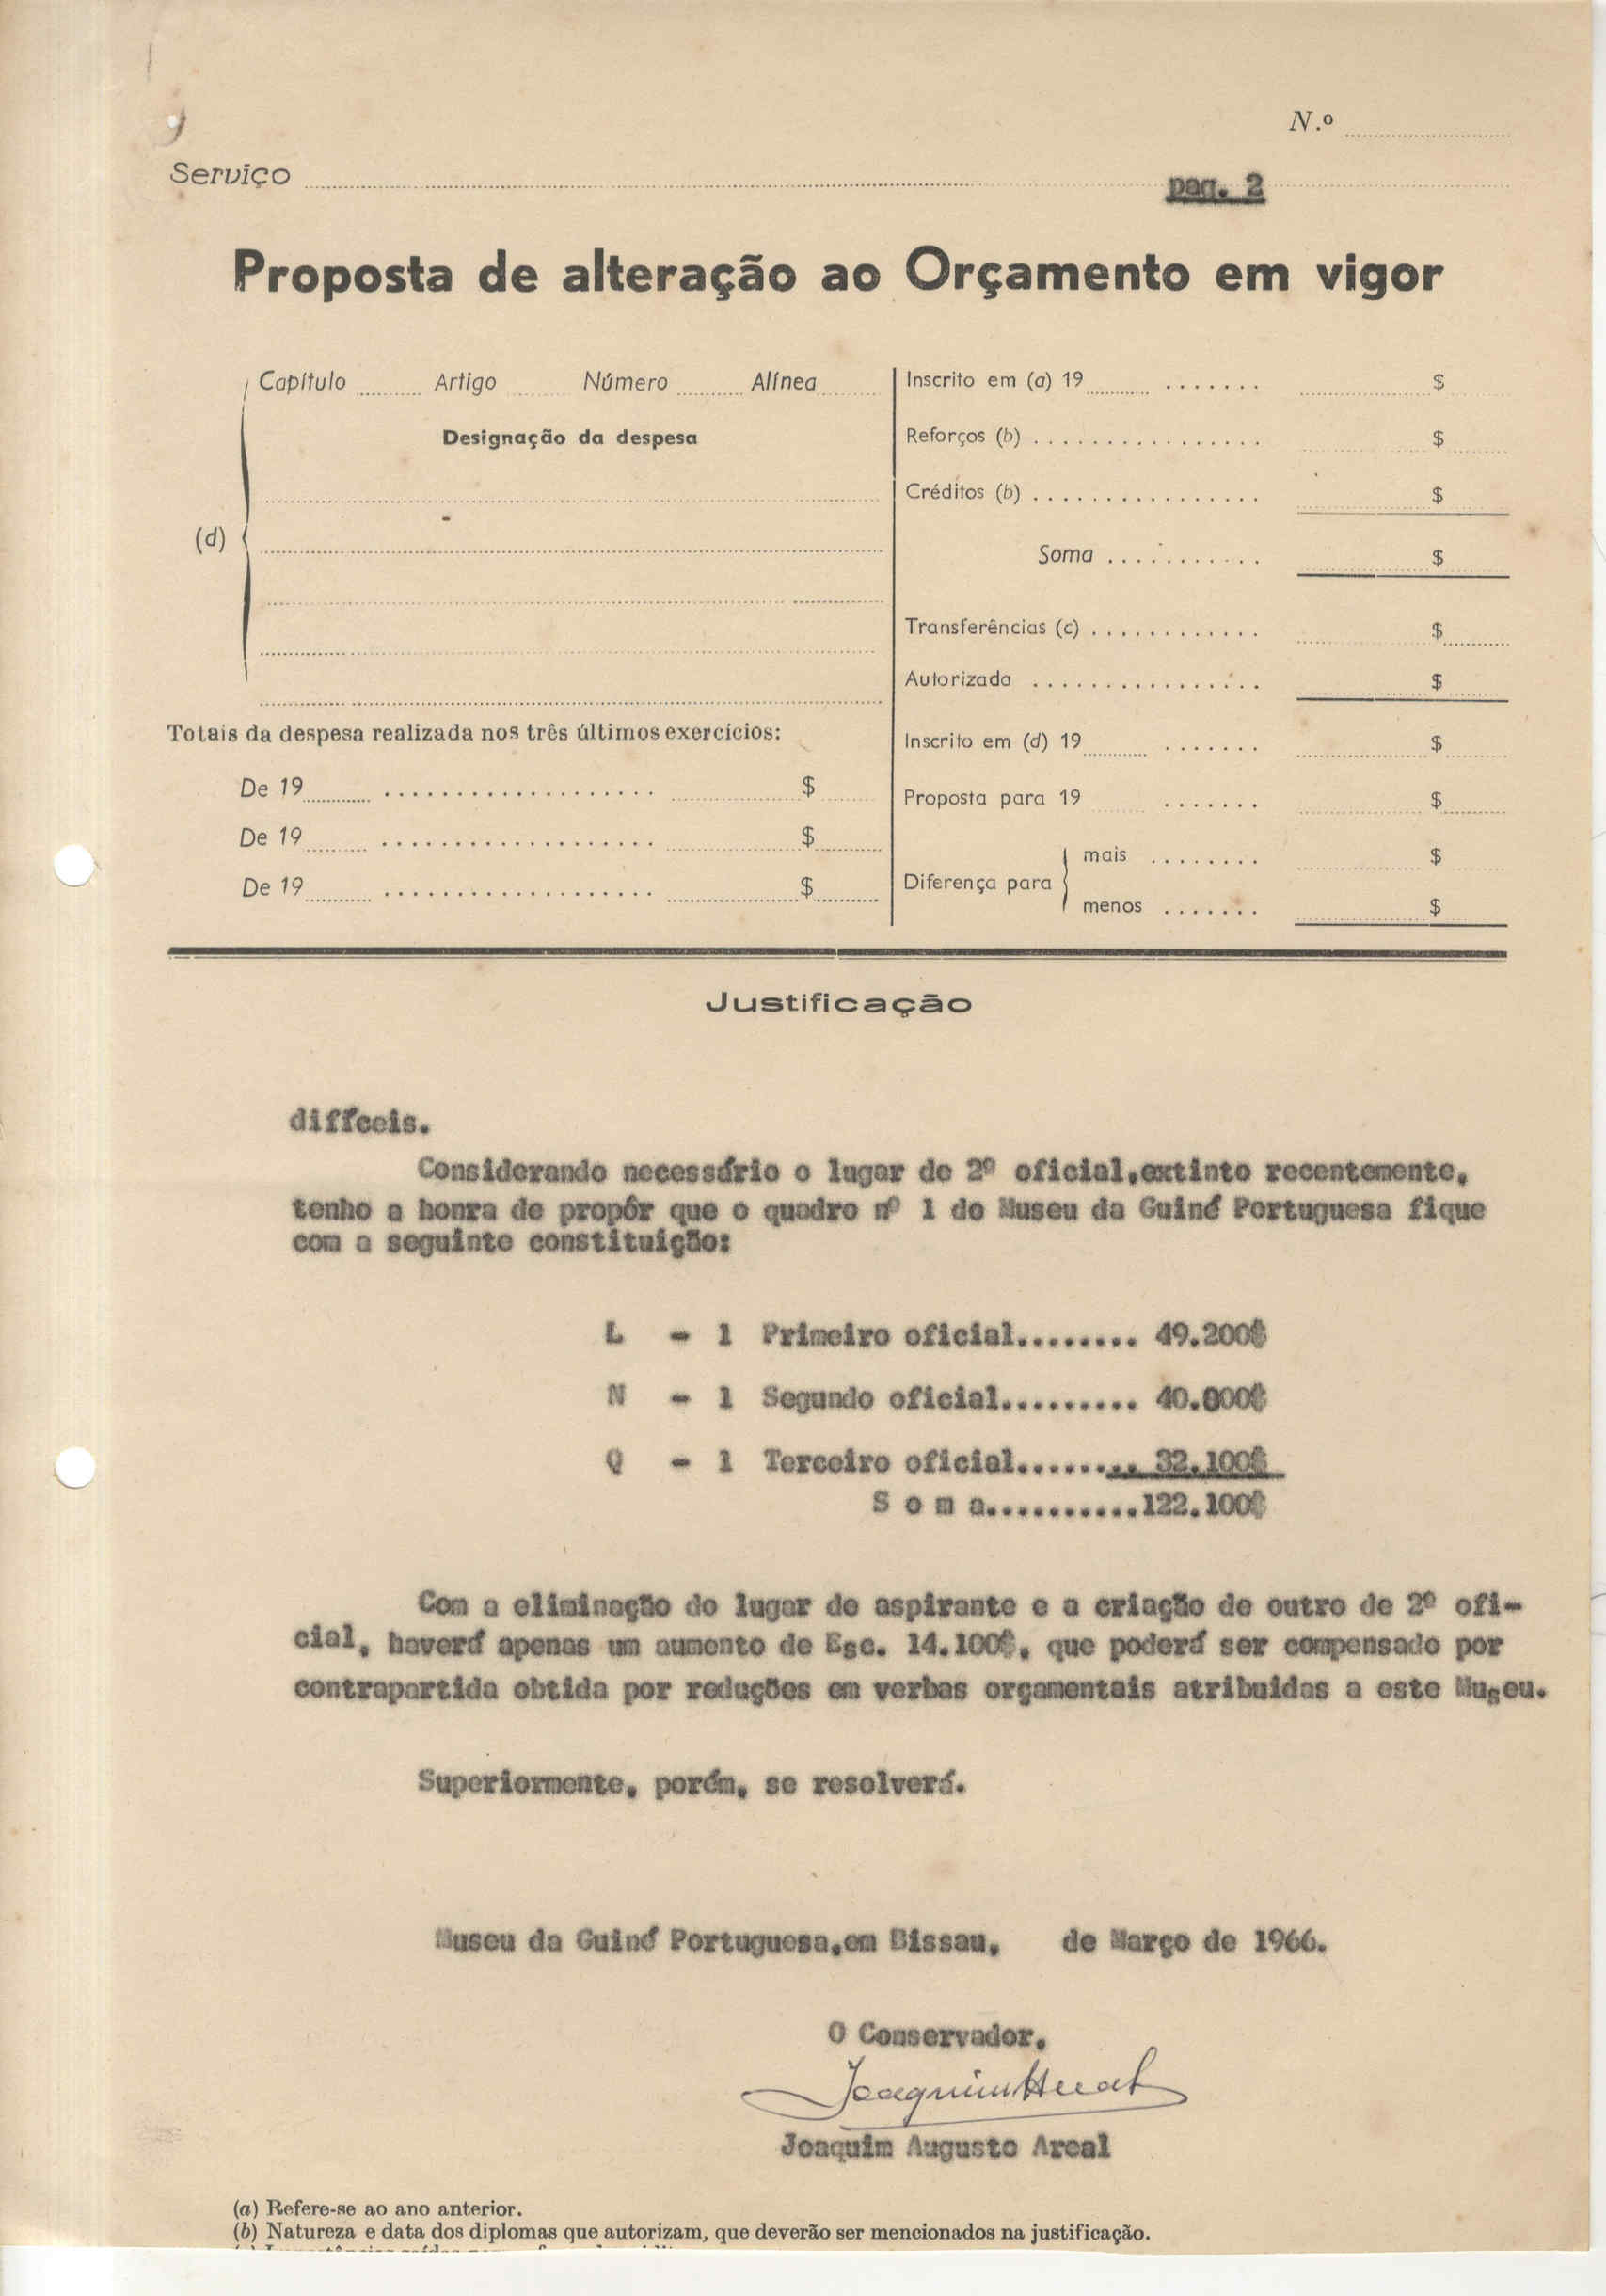 N.º ..........
Serviço .......... pag. 2
Proposta de alteração ao Orçamento em vigor
Capítulo ....... Artigo ....... Número ....... Alínea .......
Designação da despesa
(d)
Totais da despesa realizada nos três últimos exercícios:
De 19....... ................... $
De 19....... ................... $
De 19....... ................... $
Inscrito em (a) 19....... ....... $
Reforços (b) ................ $
Créditos (b) ................ $
Soma ........... $
Transferências (c) ............ $
Autorizada ................ $
Inscrito em (d) 19....... ....... $
Proposta para 19 ....... $
Diferença para
mais ........ $
menos ....... $
Justificação
difíceis.
Considerando necessário o lugar de 2º oficial,extinto recentemente,
tenho a honra de propôr que o quadro nº 1 do Museu da Guiné Portuguesa fique
com a seguinte constituição:
L - 1 Primeiro oficial........ 49.200$
N - 1 Segundo oficial......... 40.800$
Q - 1 Terceiro oficial........ 32.100$
S o m a...........122.100$
Com a eliminação do lugar de aspirante e a criação de outro de 2º ofi-
cial, haverá apenas um aumento de Esc. 14.100$, que poderá ser compensado por
contrapartida obtida por reduções em verbas orçamentais atribuidas a este Museu.
Superiormente, porém, se resolverá.
Museu da Guiné Portuguesa,em Bissau, de Março de 1966.
O Conservador,
Joaquim Augusto Areal
(a) Refere-se ao ano anterior.
(b) Natureza e data dos diplomas que autorizam, que deverão ser mencionados na justificação.